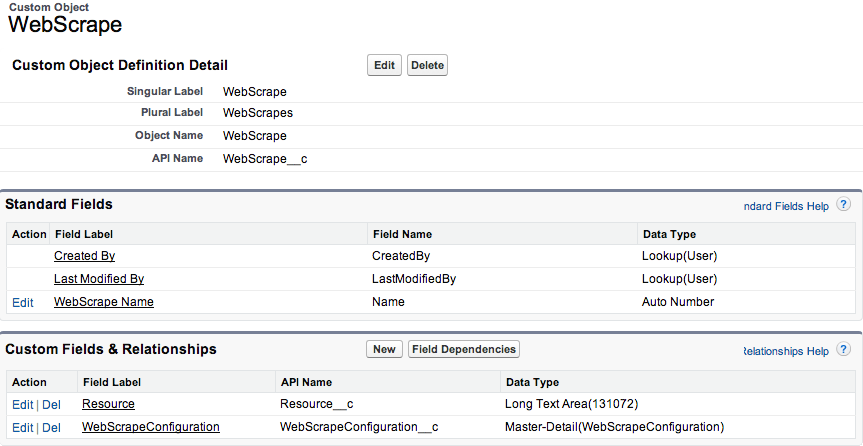 Custom Object
WebScrape
Custom Object Definition Detail Edit Delete
Singular Label WebScrape
Plural Label WebScrapes
Object Name WebScrape
API Name WebScrape__c
Standard Fields ndard Fields Help ?
Action Field Label Field Name Data Type
Created By CreatedBy Lookup(User)
Last Modified By LastModifiedBy Lookup(User)
Edit WebScrape Name Name Auto Number
Custom Fields & Relationships New Field Dependencies Relationships Help ?
Action Field Label API Name Data Type
Edit | Del Resource Resource__c Long Text Area(131072)
Edit | Del WebScrapeConfiguration WebScrapeConfiguration__c Master-Detail(WebScrapeConfiguration)